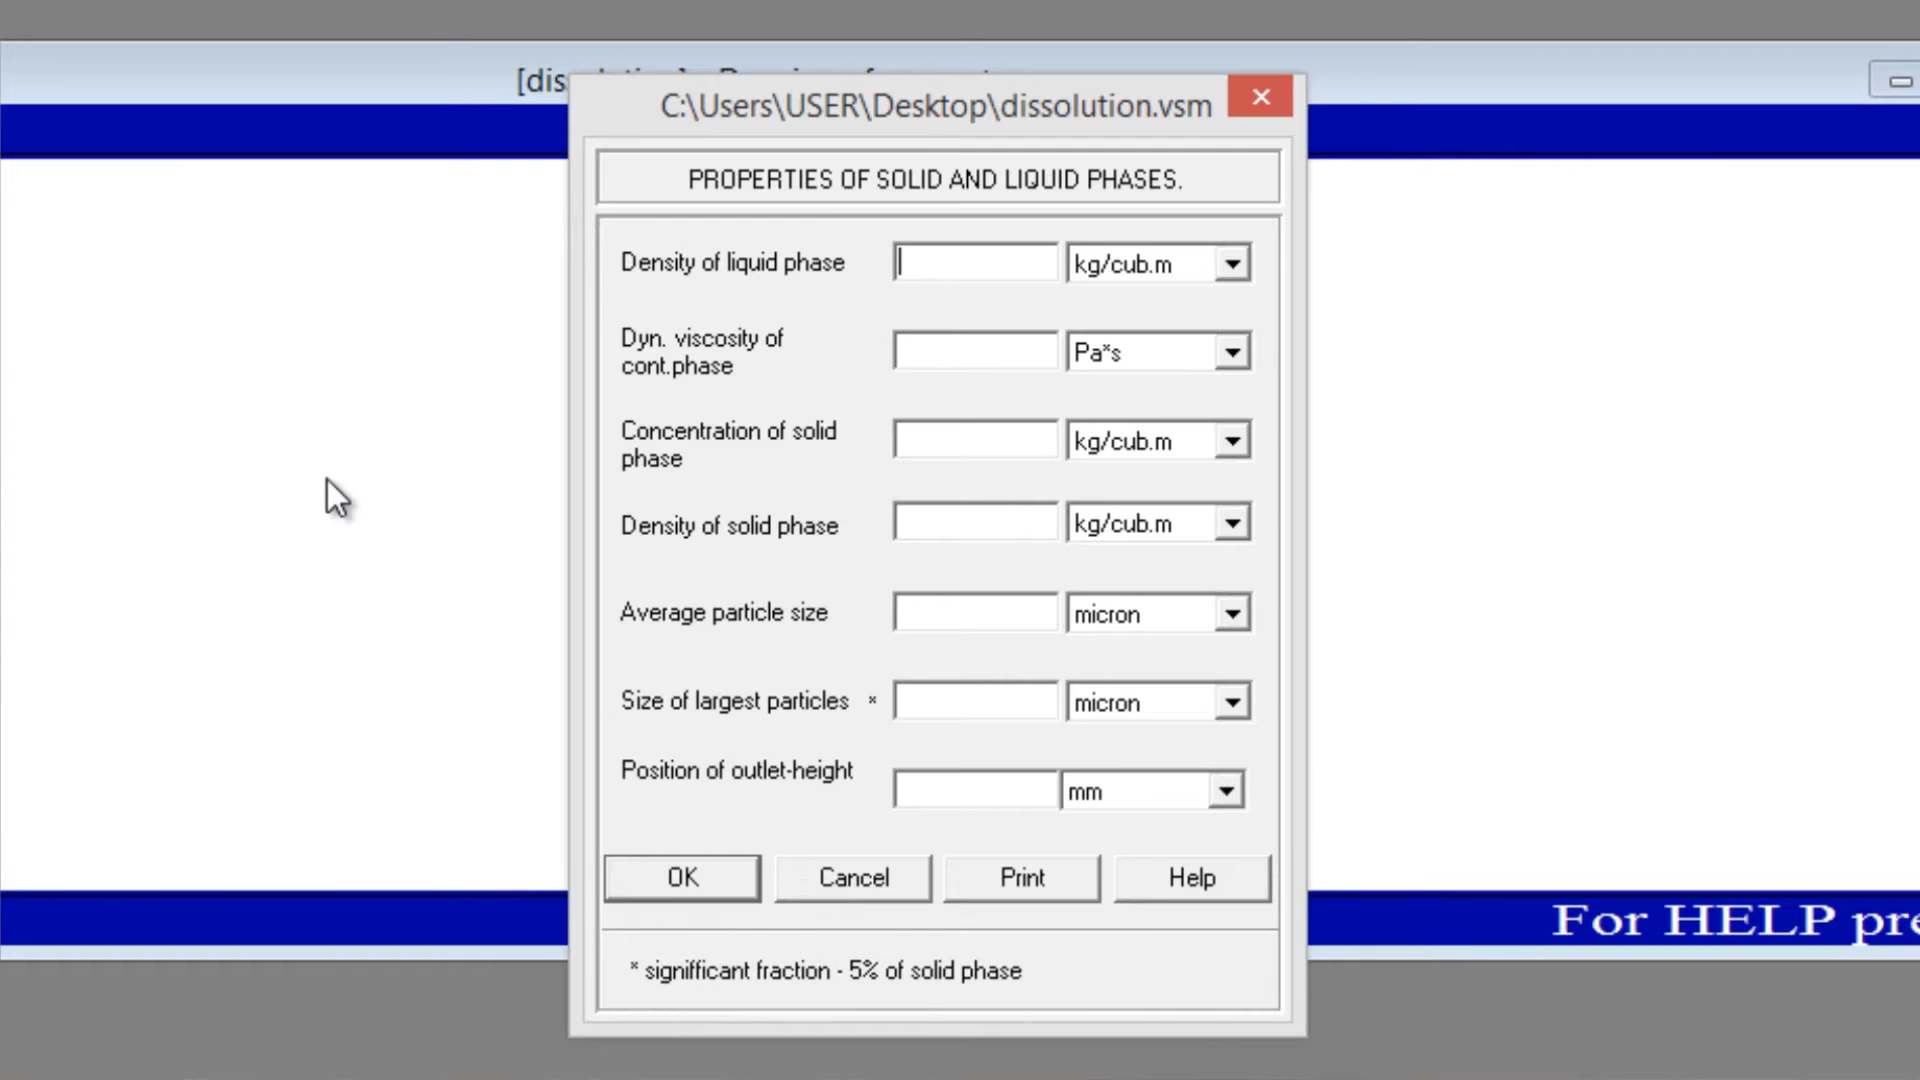 [dis
C:\Users\USER\Desktop\dissolution.vsm
PROPERTIES OF SOLID AND LIQUID PHASES.
Density of liquid phase
kg/cub.m
Dyn. viscosity of
cont.phase
Pa*s
Concentration of solid
phase
kg/cub.m
Density of solid phase
kg/cub.m
Average particle size
micron
Size of largest particles *
micron
Position of outlet-height
mm
OK Cancel Print Help
For HELP pre
* signifficant fraction - 5% of solid phase